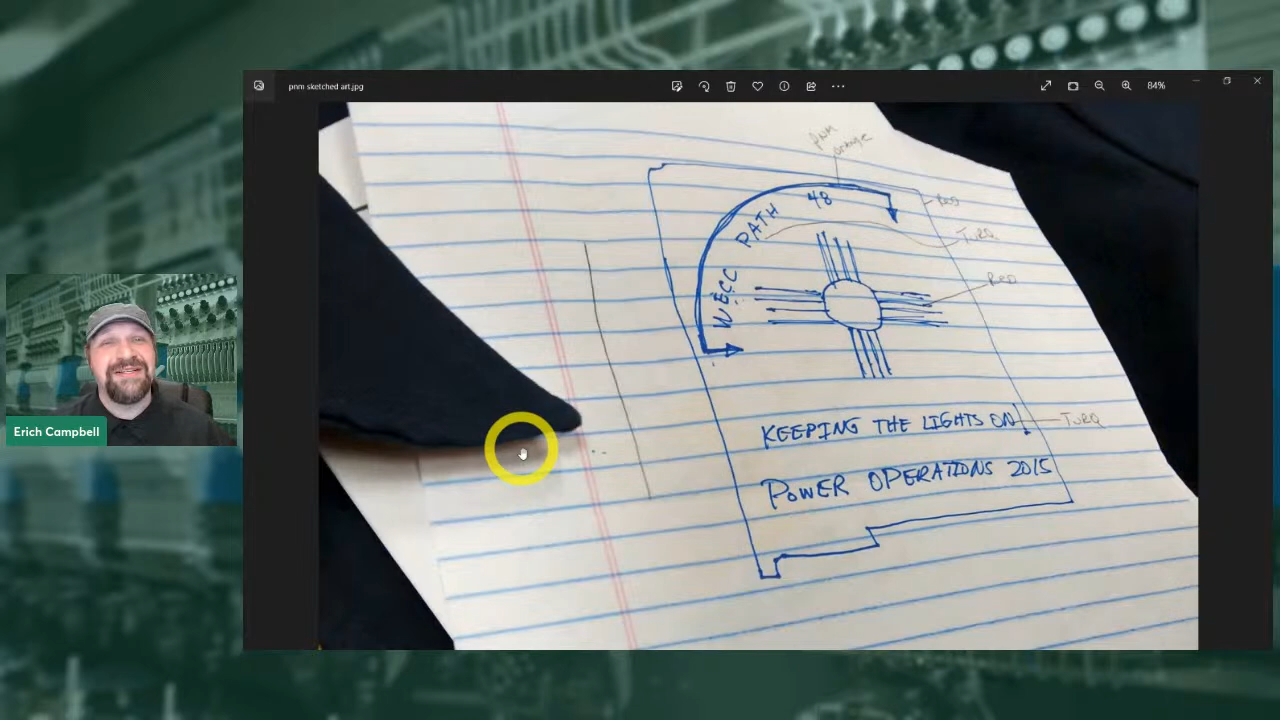 pnm sketched art.jpg
84%
PNM
orange
RED
WECC PATH 48
TURQ
RED
KEEPING THE LIGHTS ON!
TURQ
POWER OPERATIONS 2015
Erich Campbell